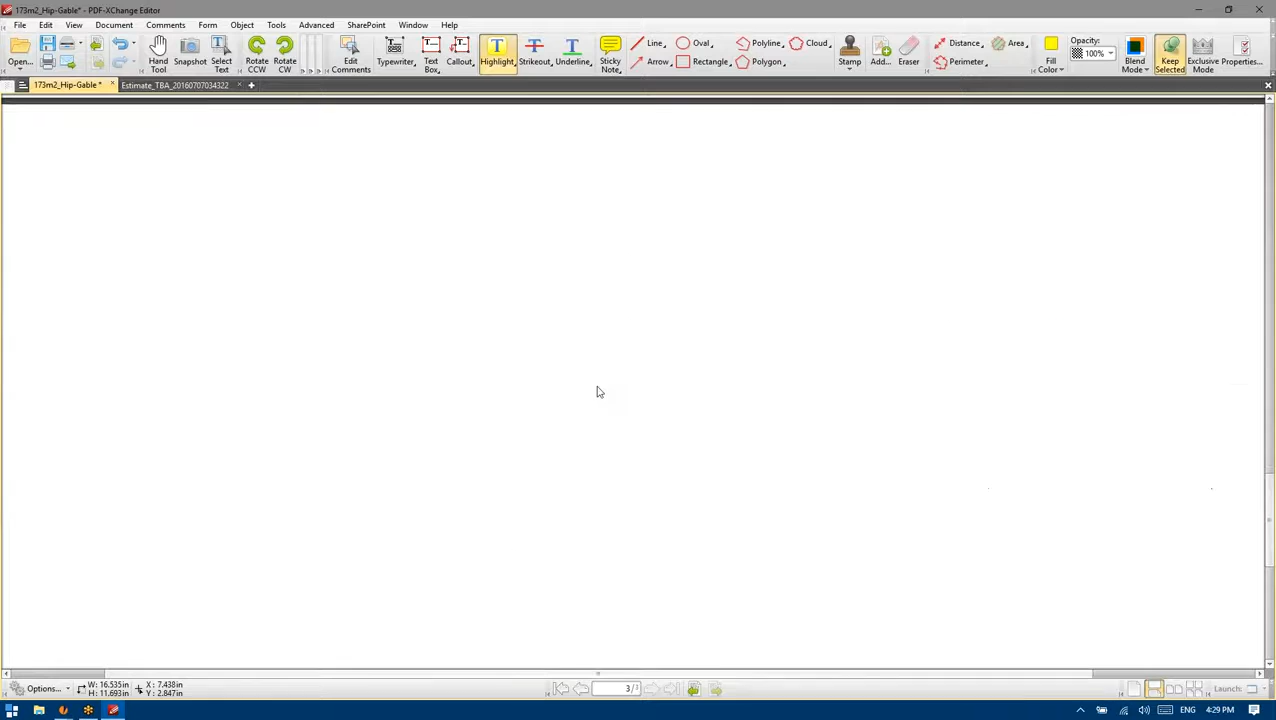 173m2_Hip-Gable* - PDF-XChange Editor
File Edit View Document Comments Form Object Tools Advanced SharePoint Window Help
Open... Hand Tool Snapshot Select Text Rotate CCW Rotate CW Edit Comments Typewriter, Text Box, Callout, Highlight, Strikeout, Underline, Sticky Note, Line, Arrow, Oval, Rectangle, Polyline, Polygon, Cloud, Stamp Add... Eraser Distance, Perimeter, Area, Fill Color Opacity: 100% Blend Mode Keep Selected Exclusive Mode Properties...
173m2_Hip-Gable * Estimate_TBA_20160707034322
Options... W: 16.535in H: 11.693in X: 7.438in Y: 2.847in 3/ Launch:
ENG 4:29 PM